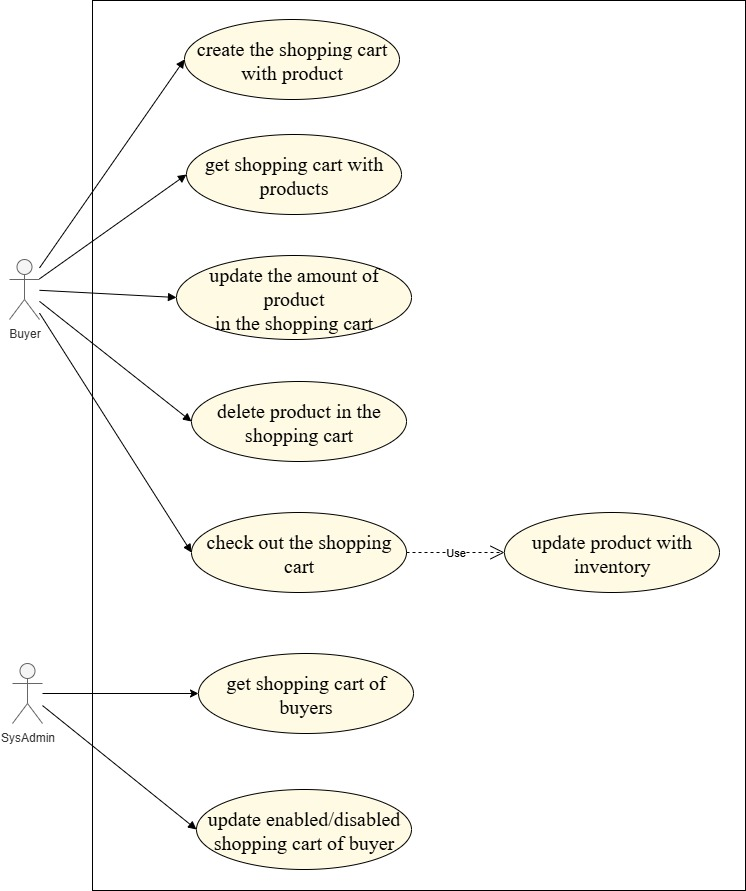 create the shopping cart
with product
get shopping cart with
products
update the amount of
product
in the shopping cart
Buyer
delete product in the
shopping cart
check out the shopping
cart
Use
update product with
inventory
get shopping cart of
buyers
SysAdmin
update enabled/disabled
shopping cart of buyer